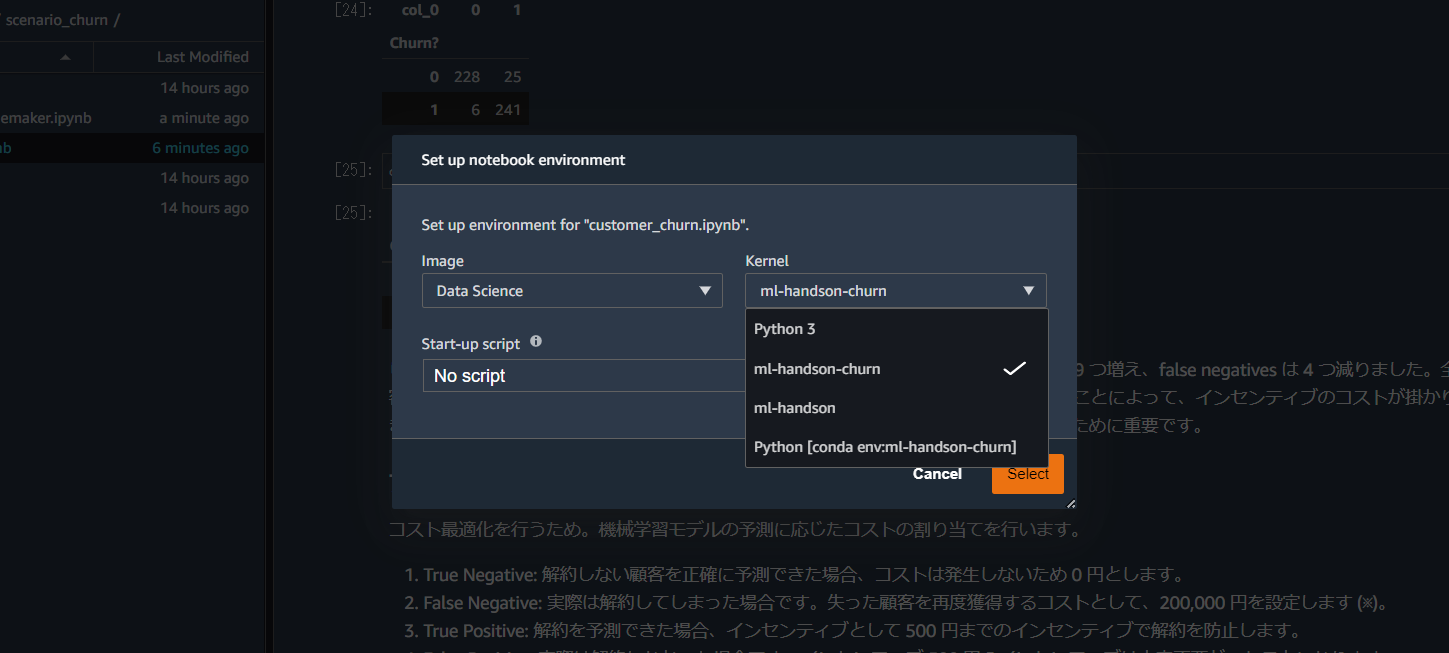 scenario_churn /
Last Modified
14 hours ago
emaker.ipynb a minute ago
nb 6 minutes ago
14 hours ago
14 hours ago
[24]: col_0 0 1
Churn?
0 228 25
1 6 241
[25]:
[25]:
Set up notebook environment
Set up environment for "customer_churn.ipynb".
Image Kernel
Data Science ml-handson-churn
Python 3
Start-up script
ml-handson-churn
No script
ml-handson
Python [conda env:ml-handson-churn]
Cancel Select
9 つ増え、false negatives は 4 つ減りました。
ことによって、インセンティブのコストが掛かり
ために重要です。
コスト最適化を行うため。機械学習モデルの予測に応じたコストの割り当てを行います。
1. True Negative: 解約しない顧客を正確に予測できた場合、コストは発生しないため 0 円とします。
2. False Negative: 実際は解約してしまった場合です。失った顧客を再度獲得するコストとして、200,000 円を設定します (※)。
3. True Positive: 解約を予測できた場合、インセンティブとして 500 円までのインセンティブで解約を防止します。